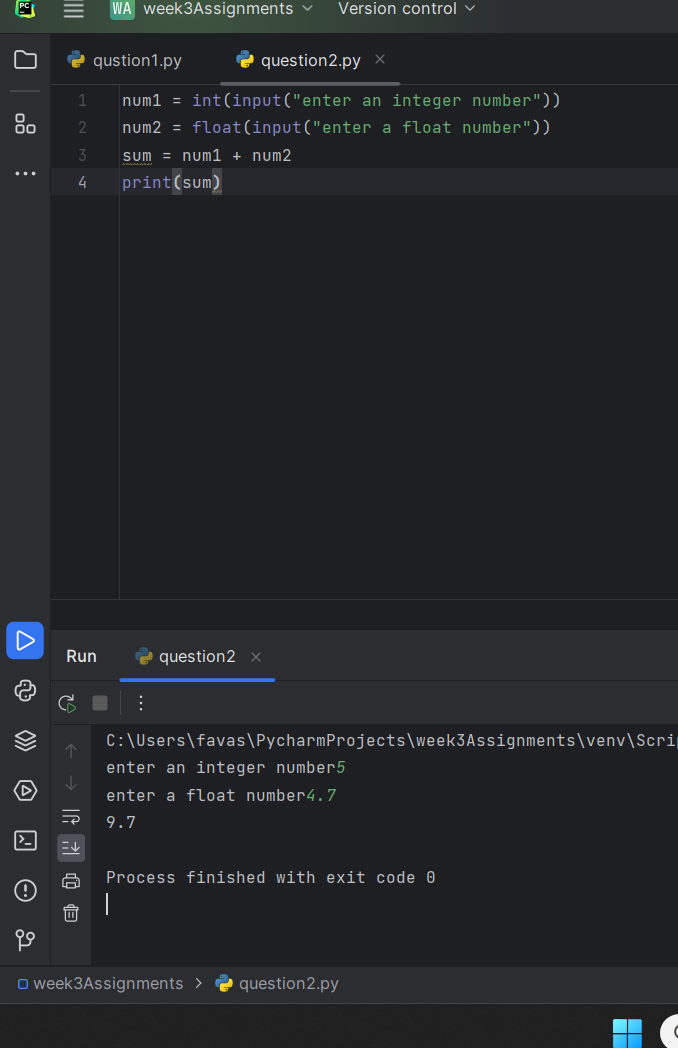 PC
WA week3Assignments Version control
qustion1.py question2.py
1 num1 = int(input("enter an integer number"))
2 num2 = float(input("enter a float number"))
3 sum = num1 + num2
4 print(sum)
Run question2
C:\Users\favas\PycharmProjects\week3Assignments\venv\Scrip
enter an integer number5
enter a float number4.7
9.7
Process finished with exit code 0
week3Assignments > question2.py